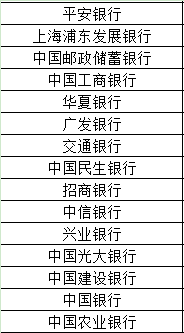 平安银行
上海浦东发展银行
中国邮政储蓄银行
中国工商银行
华夏银行
广发银行
交通银行
中国民生银行
招商银行
中信银行
兴业银行
中国光大银行
中国建设银行
中国银行
中国农业银行